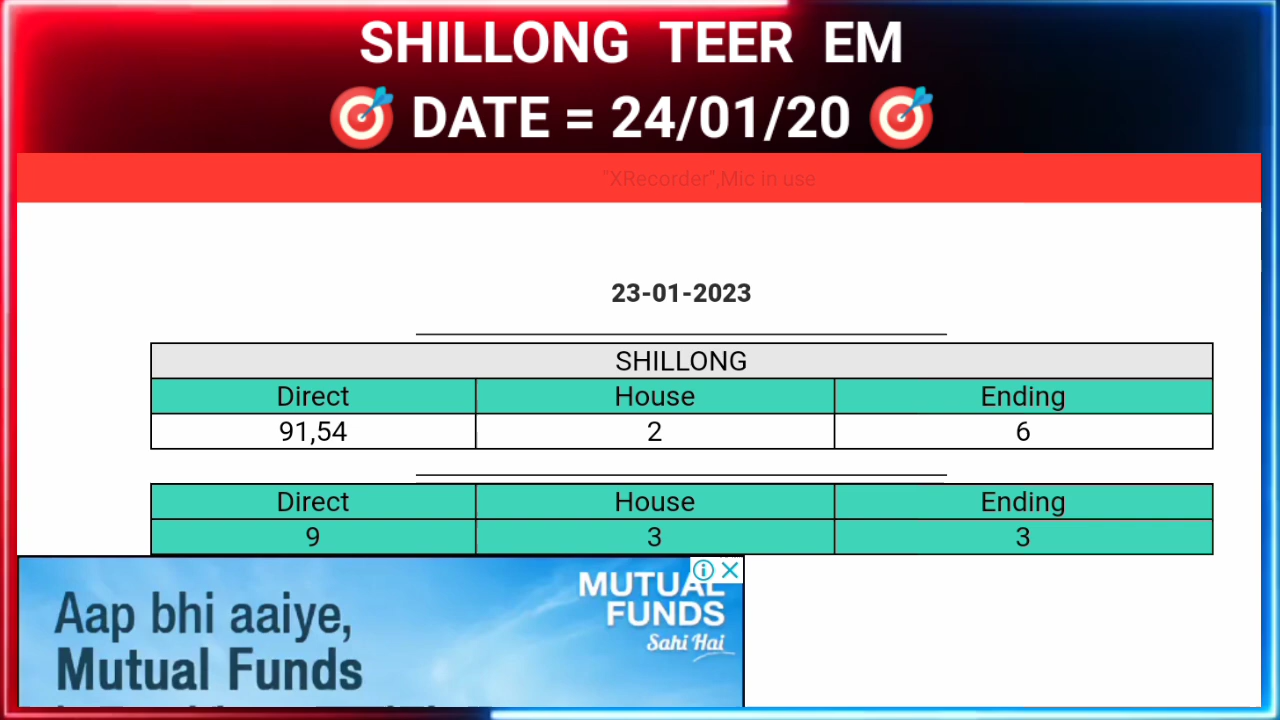 SHILLONG TEER EM
🎯 DATE = 24/01/20 🎯
"XRecorder",Mic in use
23-01-2023
SHILLONG
Direct House Ending
91,54 2 6
Direct House Ending
9 3 3
MUTUAL
FUNDS
Sahi Hai
Aap bhi aaiye,
Mutual Funds